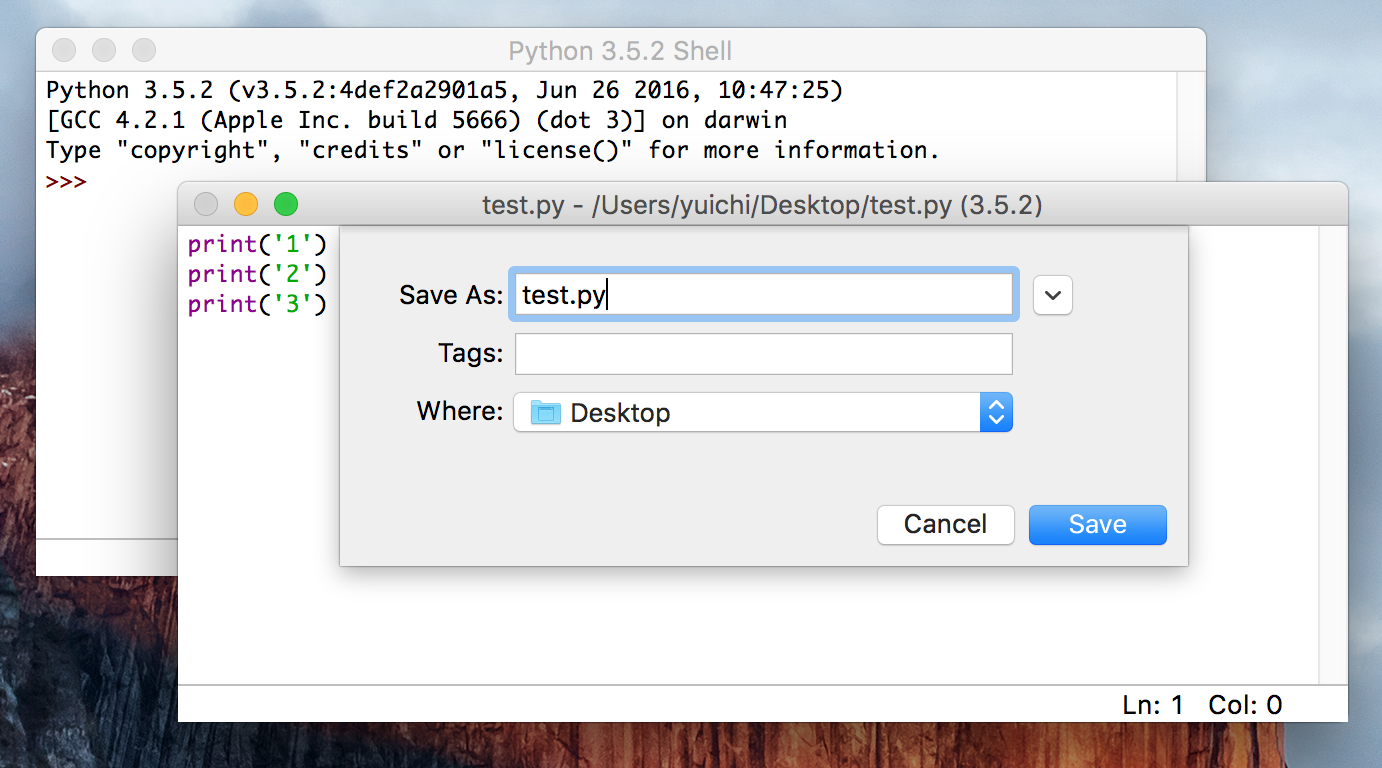 Python 3.5.2 Shell
Python 3.5.2 (v3.5.2:4def2a2901a5, Jun 26 2016, 10:47:25)
[GCC 4.2.1 (Apple Inc. build 5666) (dot 3)] on darwin
Type "copyright", "credits" or "license()" for more information.
>>>
test.py - /Users/yuichi/Desktop/test.py (3.5.2)
print('1')
print('2')
print('3')
Save As: test.py
Tags:
Where: Desktop
Cancel Save
Ln: 1 Col: 0